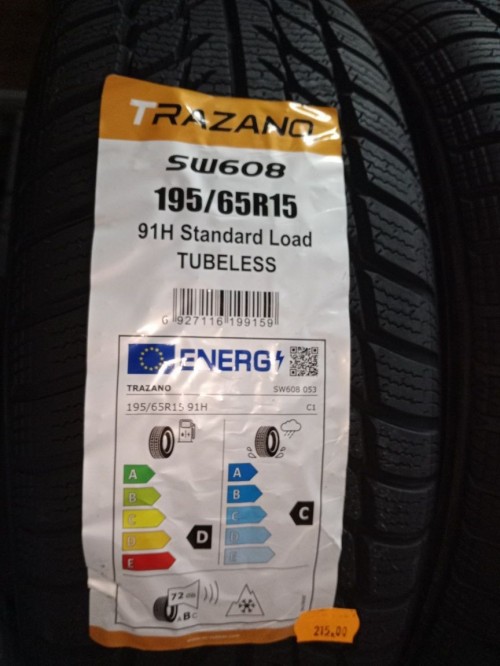 TRAZANO
SW608
195/65R15
91H Standard Load
TUBELESS
6 927116 199159
ENERG
TRAZANO SW608 053
195/65R15 91H C1
A A
B B
C C C
D D D
E E
72 dB
ABC
215,00